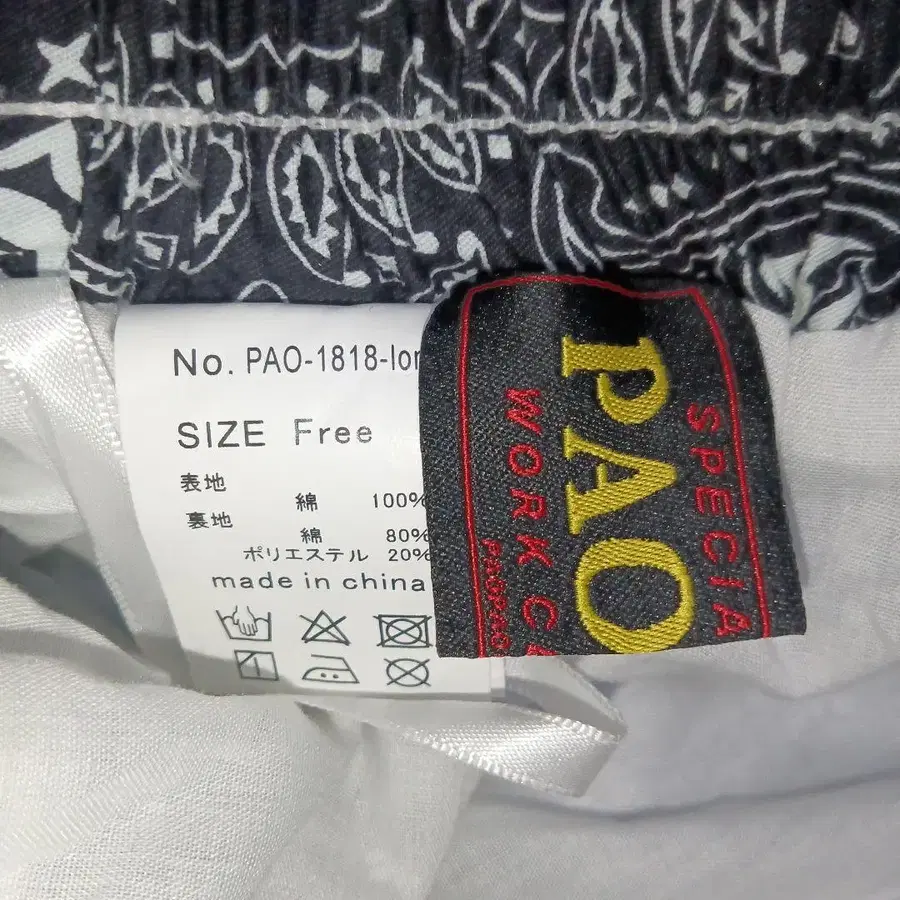 No. PAO-1818-lon
SIZE Free
表地
綿 100%
裏地
綿 80%
ポリエステル 20%
made in china
SPECIA
PAO
WORK C
PAOPAO